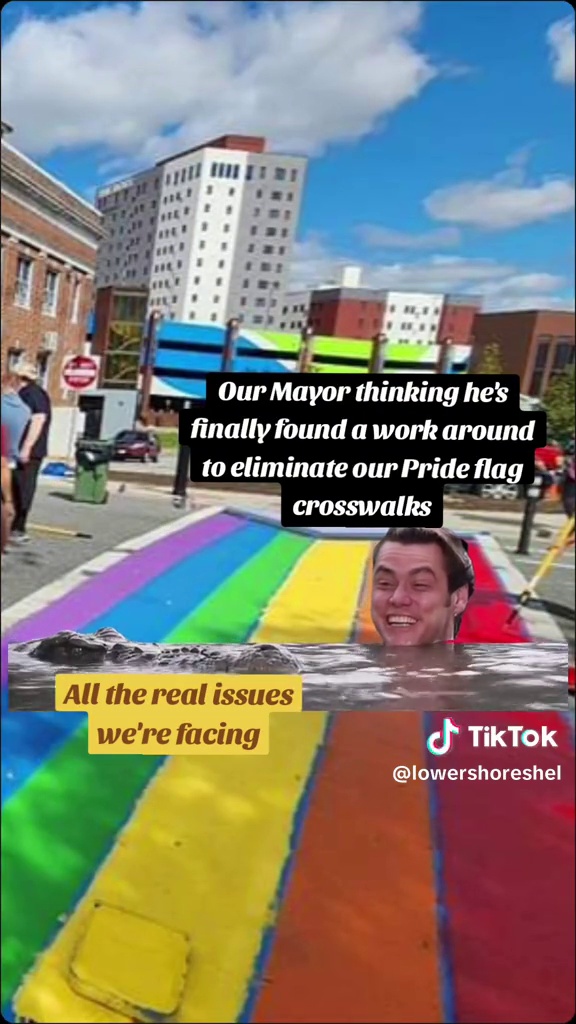 Our Mayor thinking he's
finally found a work around
to eliminate our Pride flag
crosswalks
All the real issues
we're facing
TikTok
@lowershoreshel